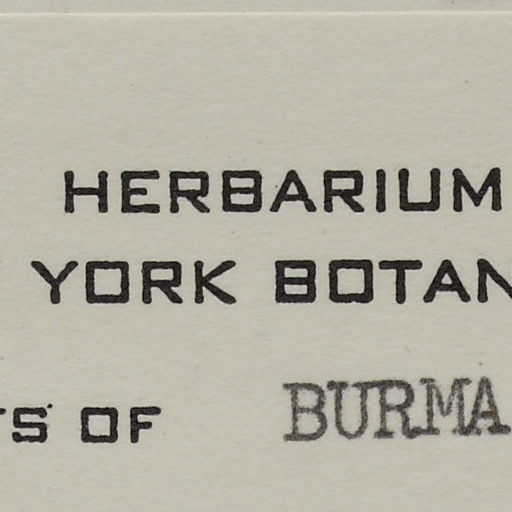 HERBARIUM
YORK BOTAN
TS OF BURMA